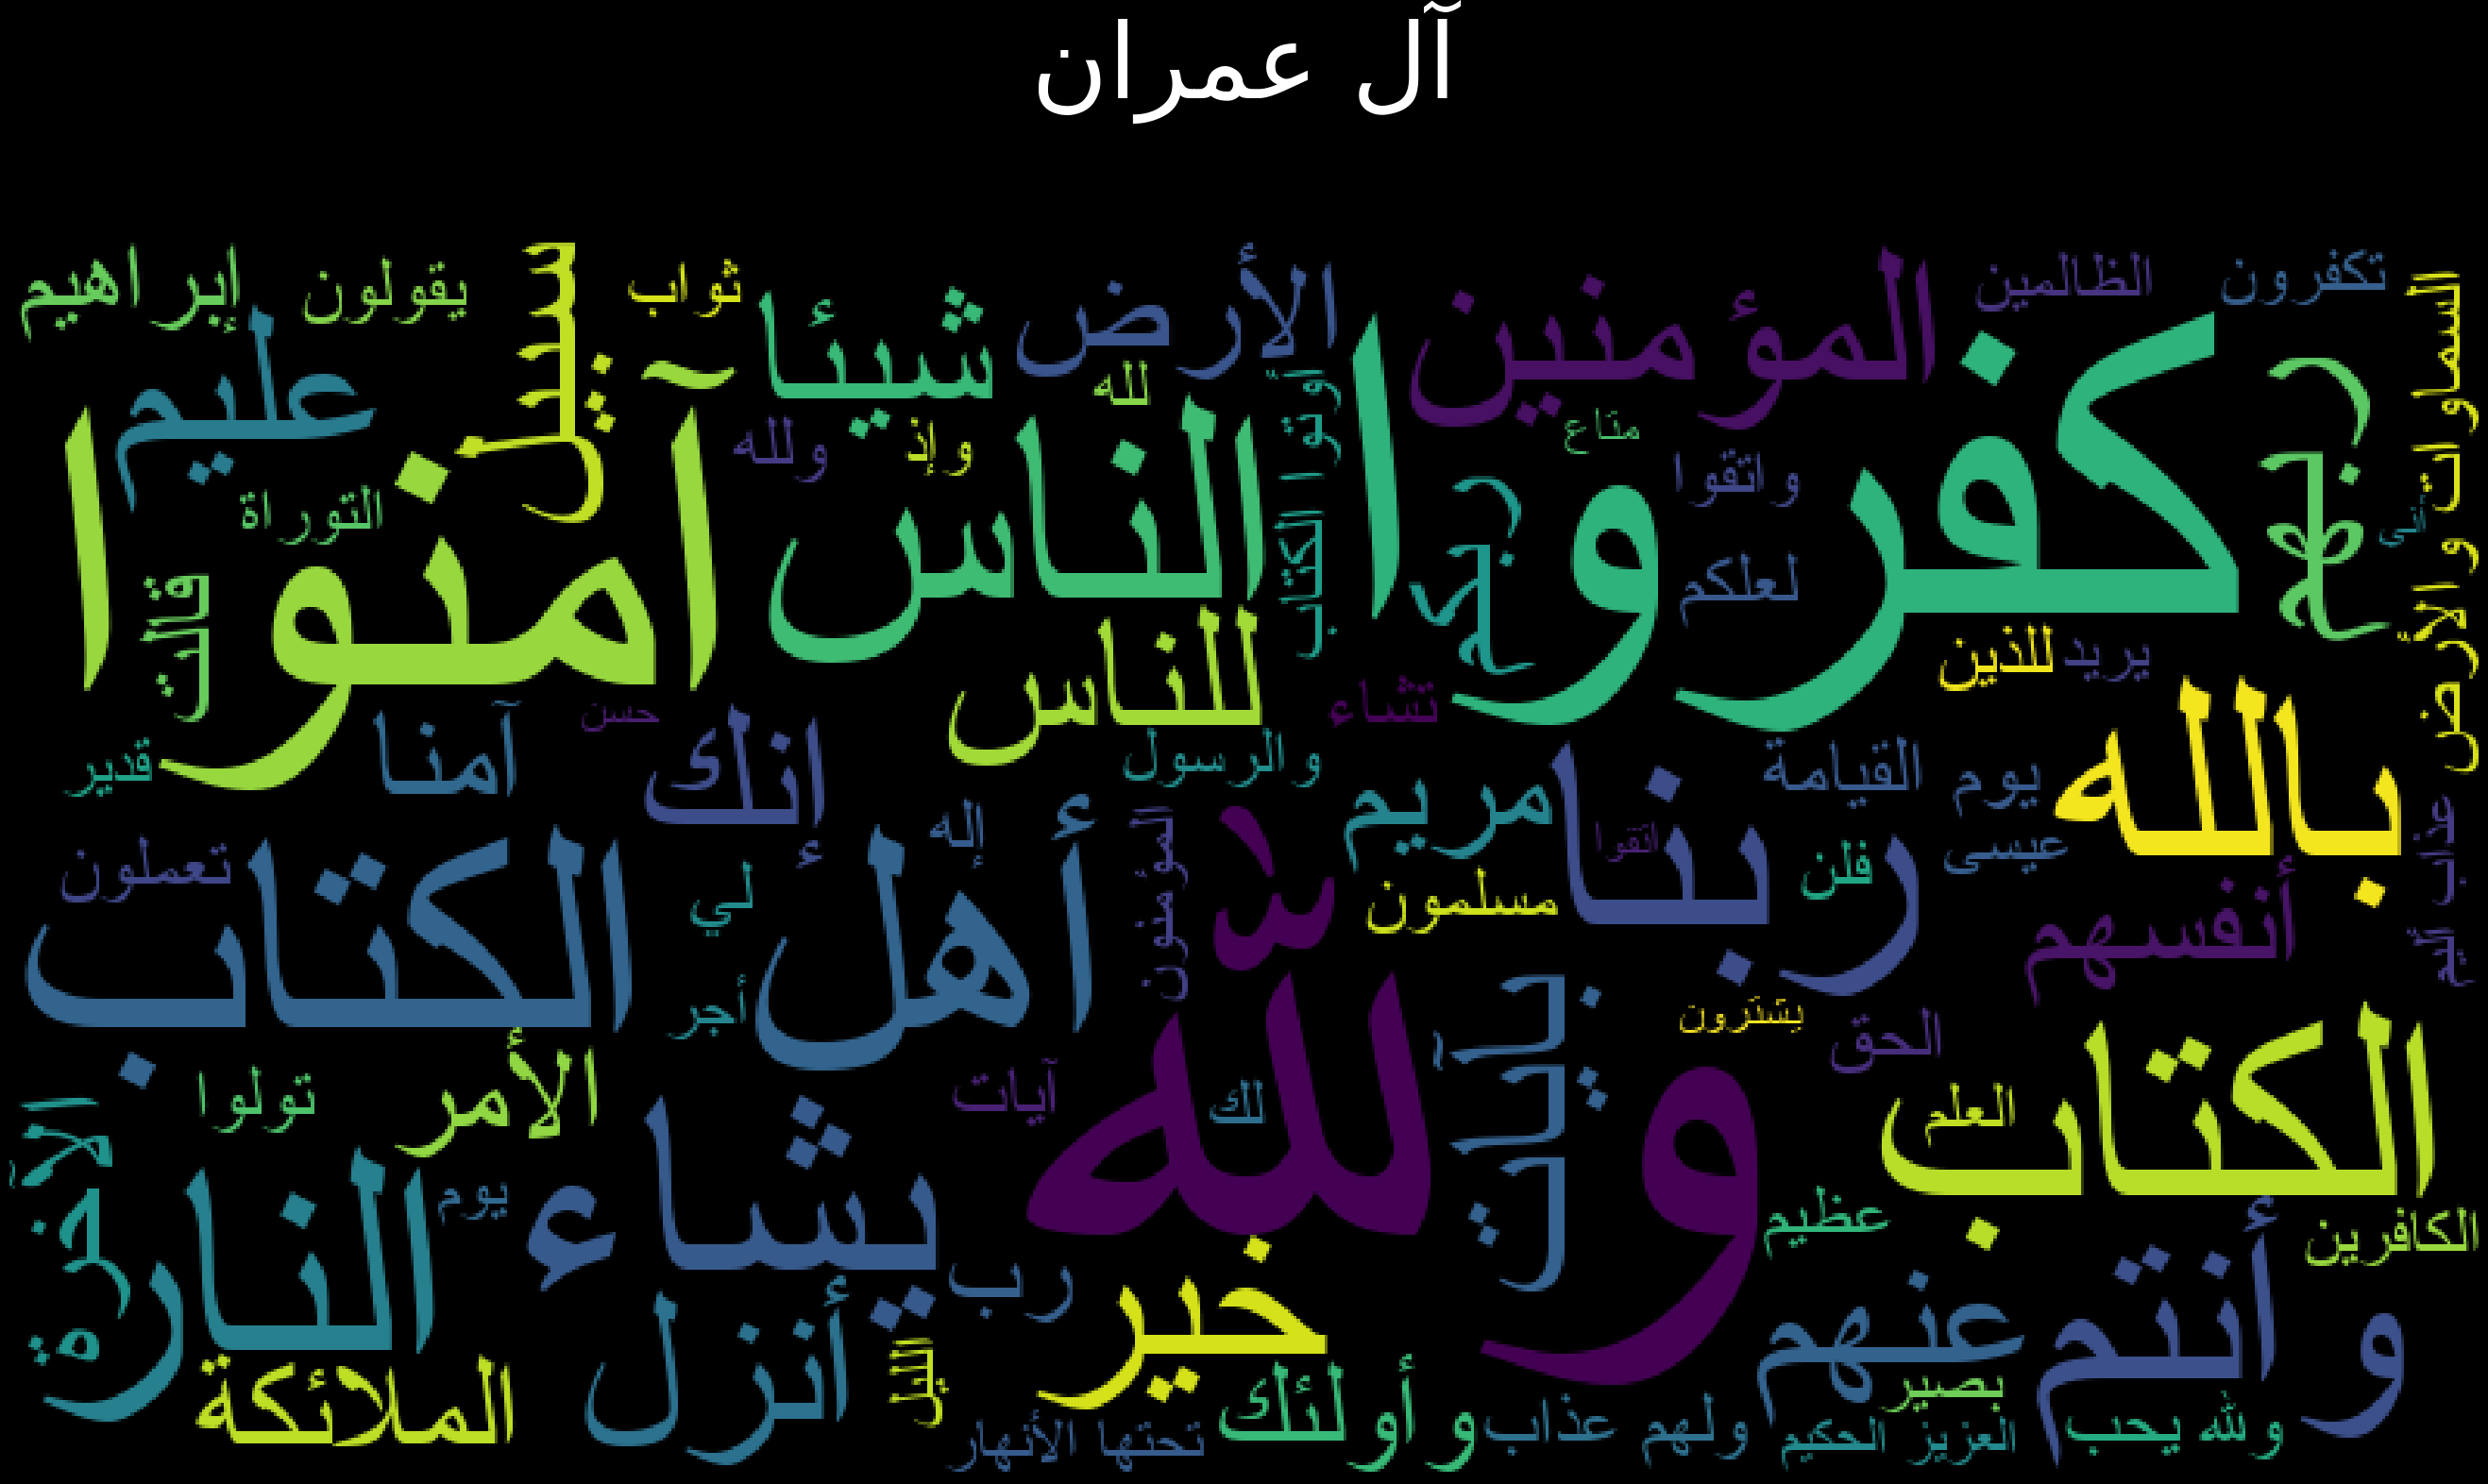 آل عمران
السماوات والأرض
تكفرون
الظالمين
المؤمنين
الأرض
ثواب
سبيل
يقولون
إبراهيم
كفروا
ربهم
شيئا
لله
عليم
آمنوا
الناس
أوتوا الكتاب
متاع
واتقوا
ربكم
وإذ
ولله
التوراة
لعلكم
قالت
للناس
للذين
يريد
تشاء
حسن
آمنا
إنك
والرسول
قدير
بالله
يوم القيامة
مريم
ربنا
اتقوا
عيسى
فلن
عذاب أليم
إله
المؤمنون
أهل الكتاب
تعملون
لي
مسلمون
أنفسهم
والله
بآيات
يشترون
الحق
أجر
آيات
لك
الكتاب
العلم
الأمر
تولوا
الآخرة
النار
يوم
يشاء
عظيم
الكافرين
رب
خير
وأنتم
عنهم
بصير
أنزل
الليل
الملائكة
والله يحب
العزيز الحكيم
ولهم عذاب
وأولئك
تحتها الأنهار